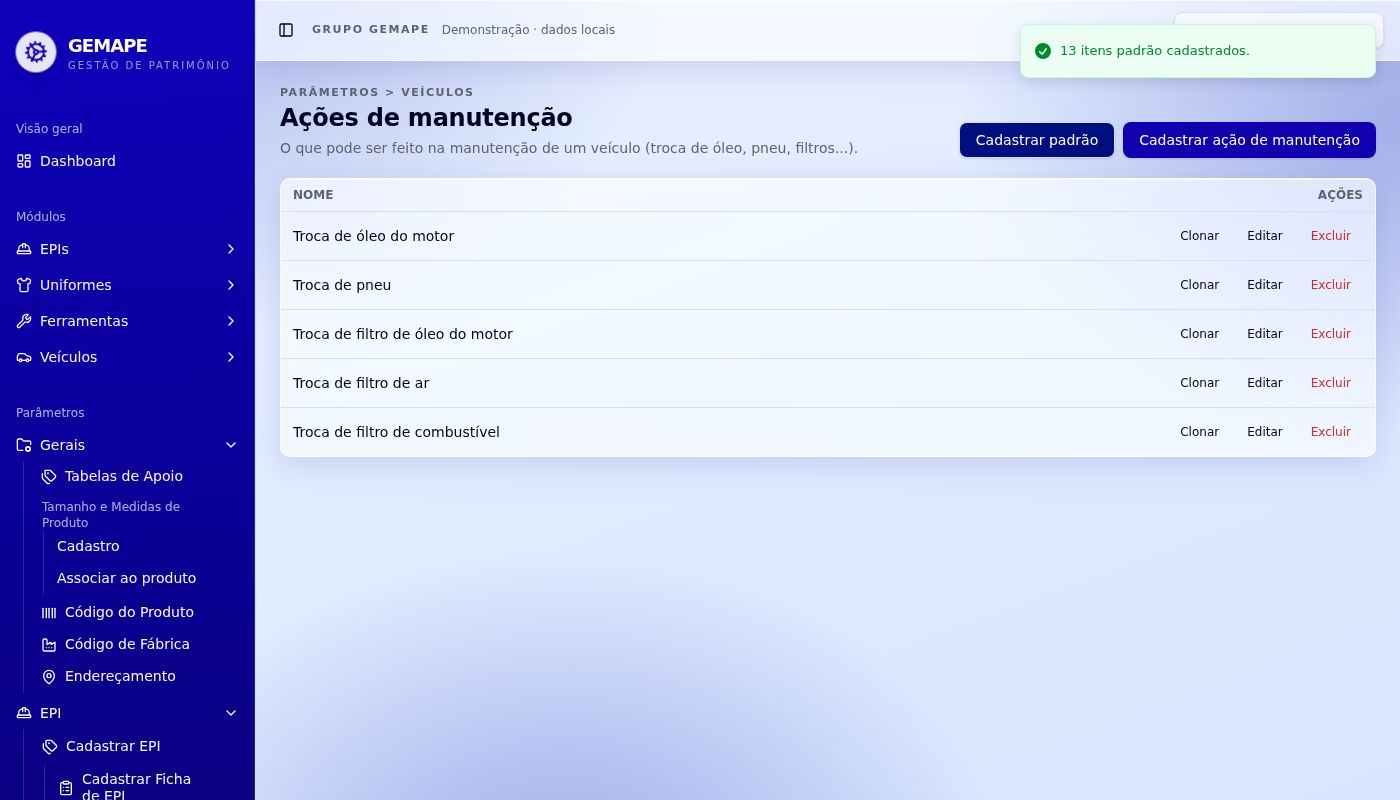 GEMAPE
GESTÃO DE PATRIMÔNIO
Visão geral
Dashboard
Módulos
EPIs
Uniformes
Ferramentas
Veículos
Parâmetros
Gerais
Tabelas de Apoio
Tamanho e Medidas de
Produto
Cadastro
Associar ao produto
Código do Produto
Código de Fábrica
Endereçamento
EPI
Cadastrar EPI
Cadastrar Ficha
de EPI
GRUPO GEMAPE Demonstração · dados locais
13 itens padrão cadastrados.
PARÂMETROS > VEÍCULOS
Ações de manutenção
O que pode ser feito na manutenção de um veículo (troca de óleo, pneu, filtros...).
Cadastrar padrão Cadastrar ação de manutenção
NOME AÇÕES
Troca de óleo do motor Clonar Editar Excluir
Troca de pneu Clonar Editar Excluir
Troca de filtro de óleo do motor Clonar Editar Excluir
Troca de filtro de ar Clonar Editar Excluir
Troca de filtro de combustível Clonar Editar Excluir